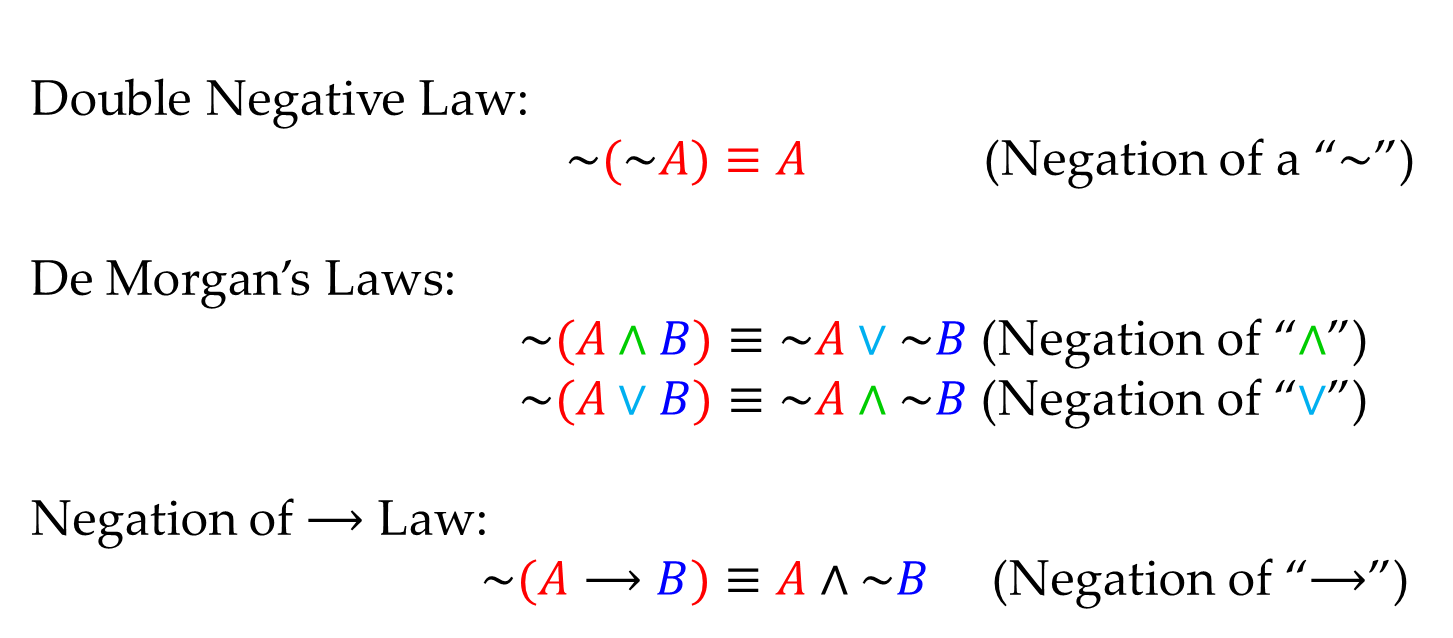 Double Negative Law:
~(~A) ≡ A (Negation of a “~”)
De Morgan’s Laws:
~(A ∧ B) ≡ ~A ∨ ~B (Negation of “∧”)
~(A ∨ B) ≡ ~A ∧ ~B (Negation of “∨”)
Negation of ⟶ Law:
~(A ⟶ B) ≡ A ∧ ~B (Negation of “⟶”)